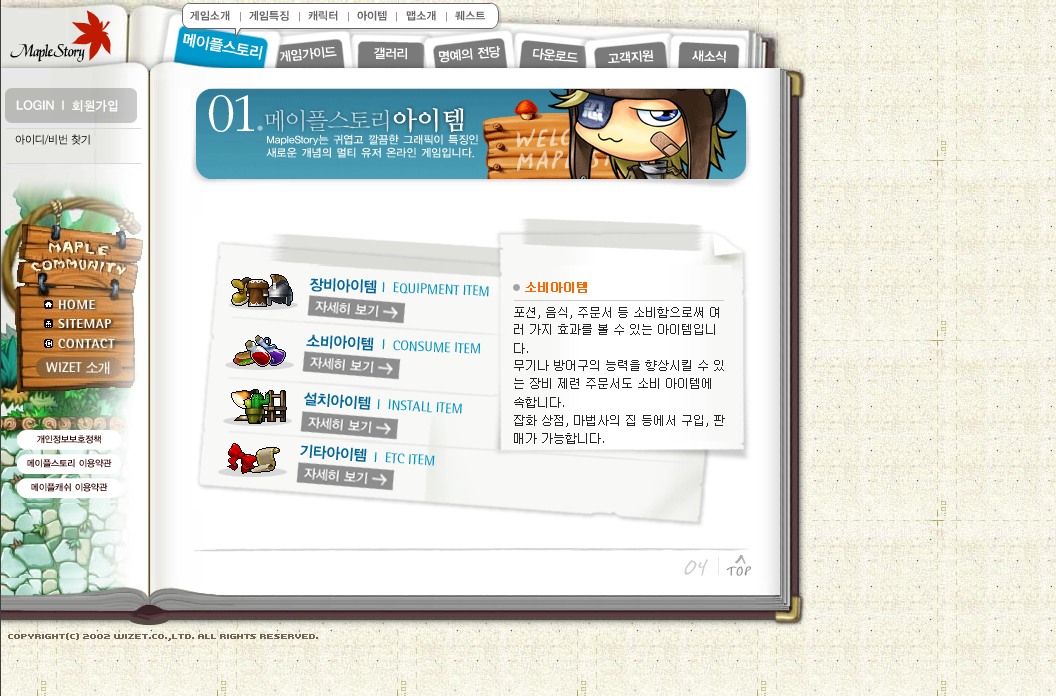 게임소개 | 게임특징 | 캐릭터 | 아이템 | 맵소개 | 퀘스트
MapleStory
메이플스토리 게임가이드 갤러리 명예의 전당 다운로드 고객지원 새소식
LOGIN | 회원가입
아이디/비번 찾기
MAPLE
COMMUNITY
HOME
SITEMAP
CONTACT
WIZET 소개
개인정보보호정책
메이플스토리 이용약관
메이플캐쉬 이용약관
01.메이플스토리아이템
MapleStory는 귀엽고 깔끔한 그래픽이 특징인
새로운 개념의 멀티 유저 온라인 게임입니다.
WELC
MAPL ST
장비아이템 | EQUIPMENT ITEM
자세히 보기 →
소비아이템 | CONSUME ITEM
자세히 보기 →
설치아이템 | INSTALL ITEM
자세히 보기 →
기타아이템 | ETC ITEM
자세히 보기 →
소비아이템
포션, 음식, 주문서 등 소비함으로써 여
러 가지 효과를 볼 수 있는 아이템입니
다.
무기나 방어구의 능력을 향상시킬 수 있
는 장비 제련 주문서도 소비 아이템에
속합니다.
잡화 상점, 마법사의 집 등에서 구입, 판
매가 가능합니다.
04 | TOP
COPYRIGHT(C) 2002 WIZET.CO.,LTD. ALL RIGHTS RESERVED.